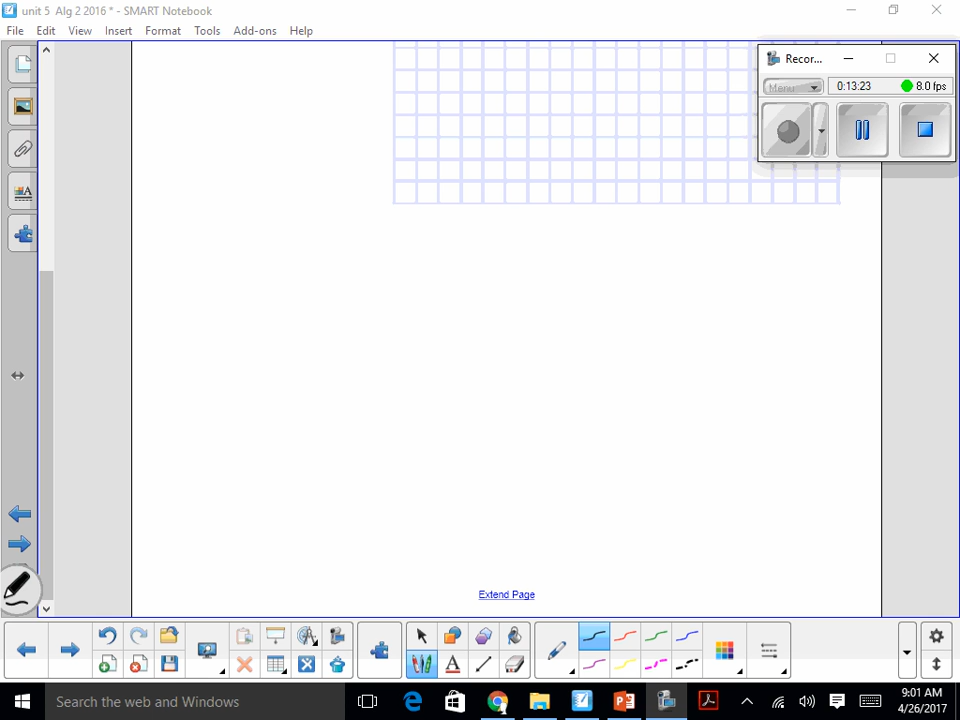 unit 5 Alg 2 2016 * - SMART Notebook
File Edit View Insert Format Tools Add-ons Help
Recor...
Menu 0:13:23 8.0 fps
Extend Page
A
Search the web and Windows
9:01 AM
4/26/2017